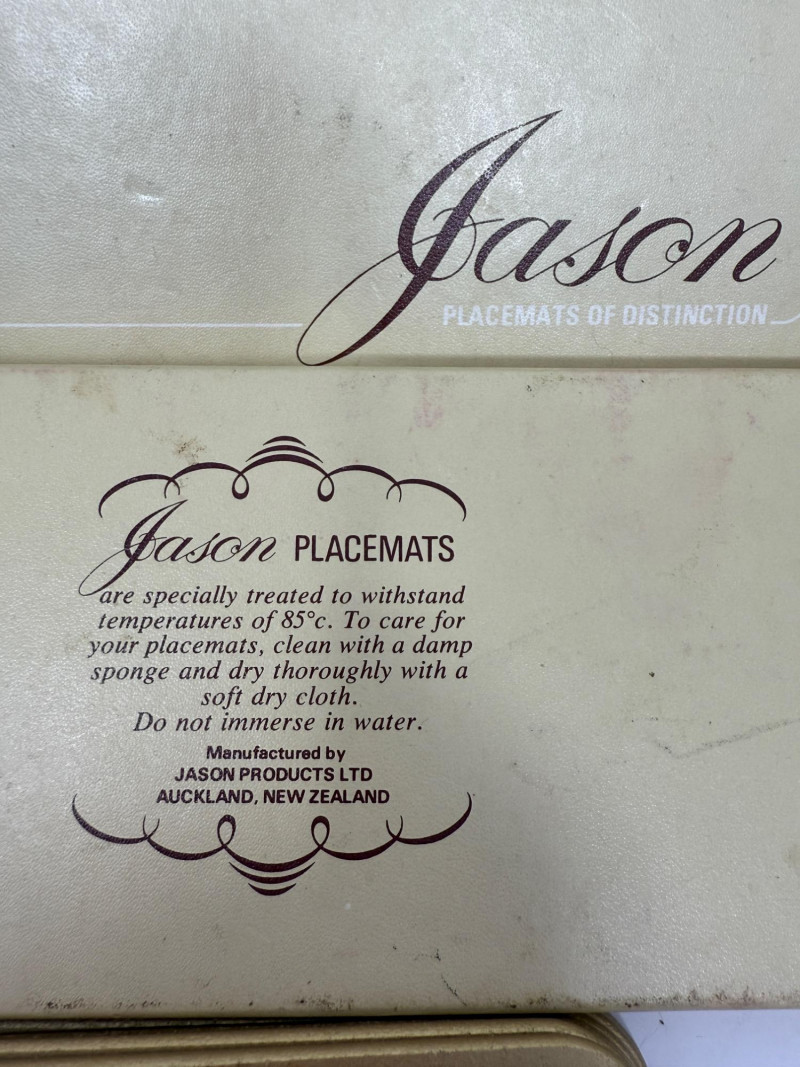 Jason
PLACEMATS OF DISTINCTION
Jason PLACEMATS
are specially treated to withstand
temperatures of 85°c. To care for
your placemats, clean with a damp
sponge and dry thoroughly with a
soft dry cloth.
Do not immerse in water.
Manufactured by
JASON PRODUCTS LTD
AUCKLAND, NEW ZEALAND